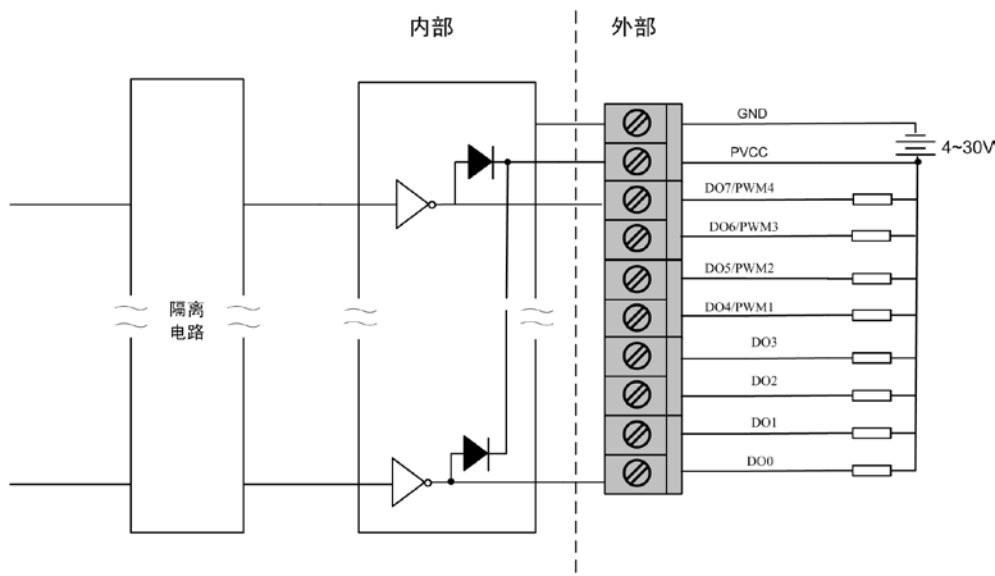 内部
外部
GND
PVCC
4~30V
DO7/PWM4
DO6/PWM3
DO5/PWM2
DO4/PWM1
隔离
电路
DO3
DO2
DO1
DO0